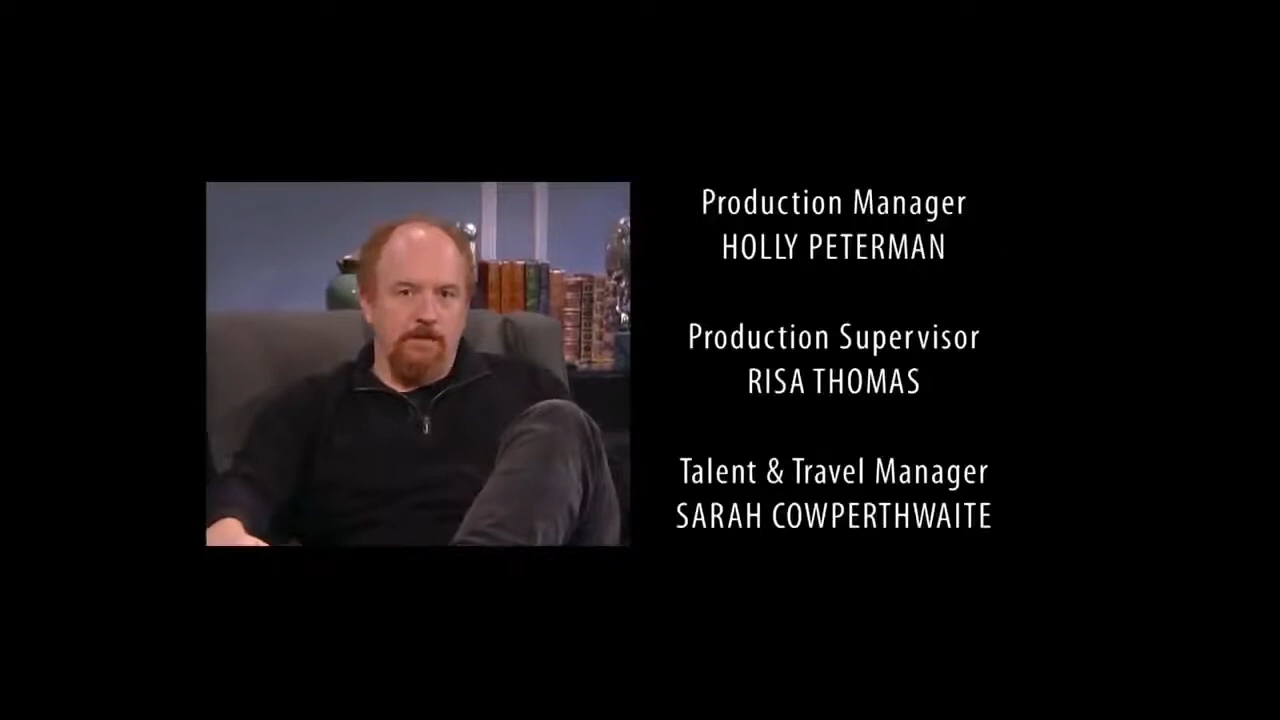 Production Manager
HOLLY PETERMAN
Production Supervisor
RISA THOMAS
Talent & Travel Manager
SARAH COWPERTHWAITE